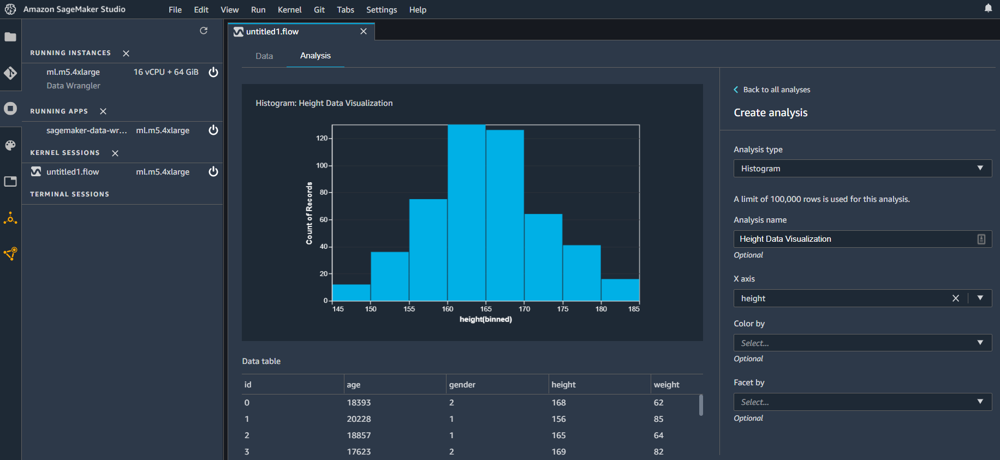 Amazon SageMaker Studio File Edit View Run Kernel Git Tabs Settings Help
RUNNING INSTANCES
ml.m5.4xlarge 16 vCPU + 64 GiB
Data Wrangler
RUNNING APPS
sagemaker-data-wr... ml.m5.4xlarge
KERNEL SESSIONS
untitled1.flow ml.m5.4xlarge
TERMINAL SESSIONS
untitled1.flow
Data Analysis
Histogram: Height Data Visualization
Count of Records
120
100
80
60
40
20
0
145 150 155 160 165 170 175 180 185
height(binned)
Data table
id age gender height weight
0 18393 2 168 62
1 20228 1 156 85
2 18857 1 165 64
3 17623 2 169 82
Back to all analyses
Create analysis
Analysis type
Histogram
A limit of 100,000 rows is used for this analysis.
Analysis name
Height Data Visualization
Optional
X axis
height
Color by
Select...
Optional
Facet by
Select...
Optional